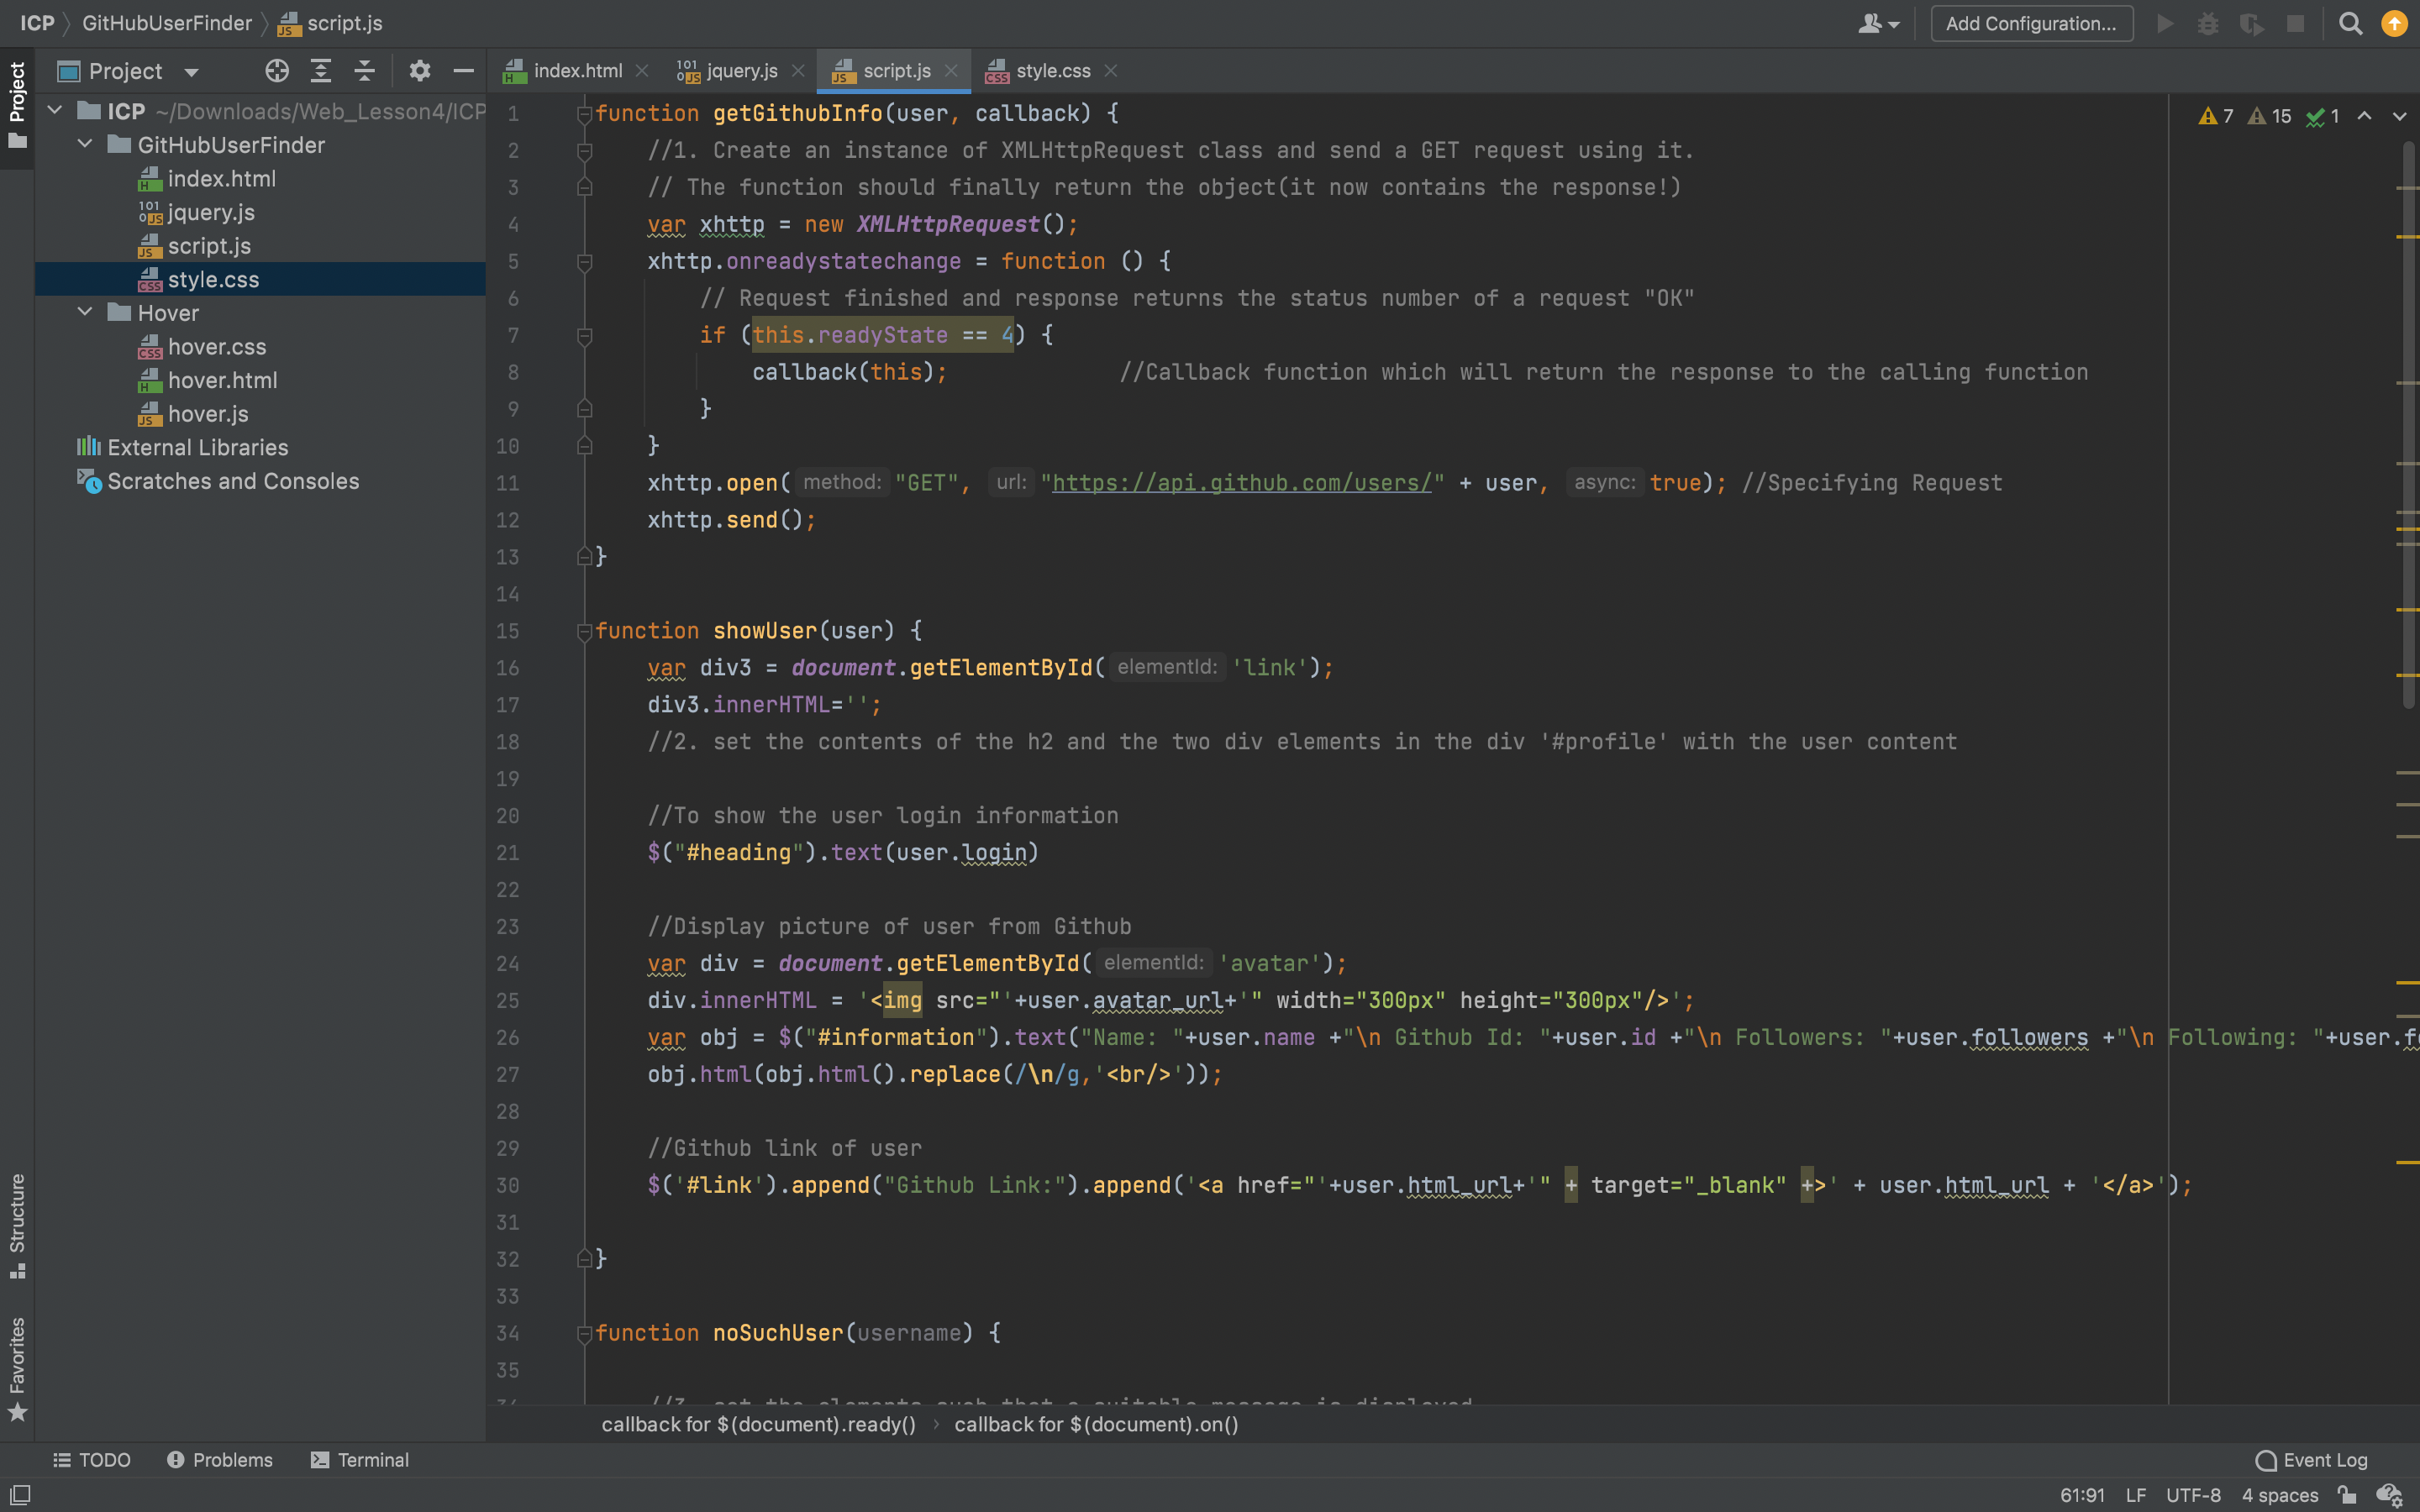 ICP GitHubUserFinder script.js
Add Configuration...
Project
Project
index.html
jquery.js
script.js
style.css
ICP ~/Downloads/Web_Lesson4/ICP
GitHubUserFinder
index.html
jquery.js
script.js
style.css
Hover
hover.css
hover.html
hover.js
External Libraries
Scratches and Consoles
Structure
Favorites
7 15 1
1 function getGithubInfo(user, callback) {
2 //1. Create an instance of XMLHttpRequest class and send a GET request using it.
3 // The function should finally return the object(it now contains the response!)
4 var xhttp = new XMLHttpRequest();
5 xhttp.onreadystatechange = function () {
6 // Request finished and response returns the status number of a request "OK"
7 if (this.readyState == 4) {
8 callback(this); //Callback function which will return the response to the calling function
9 }
10 }
11 xhttp.open( method: "GET", url: "https://api.github.com/users/" + user, async: true); //Specifying Request
12 xhttp.send();
13 }
14
15 function showUser(user) {
16 var div3 = document.getElementById( elementId: 'link');
17 div3.innerHTML='';
18 //2. set the contents of the h2 and the two div elements in the div '#profile' with the user content
19
20 //To show the user login information
21 $("#heading").text(user.login)
22
23 //Display picture of user from Github
24 var div = document.getElementById( elementId: 'avatar');
25 div.innerHTML = '<img src="'+user.avatar_url+'" width="300px" height="300px"/>';
26 var obj = $("#information").text("Name: "+user.name +"\n Github Id: "+user.id +"\n Followers: "+user.followers +"\n Following: "+user.fo
27 obj.html(obj.html().replace(/\n/g,'<br/>'));
28
29 //Github link of user
30 $('#link').append("Github Link:").append('<a href="'+user.html_url+'" + target="_blank" +>' + user.html_url + '</a>');
31
32 }
33
34 function noSuchUser(username) {
35
//3. set the elements such that a suitable message is displayed
callback for $(document).ready() callback for $(document).on()
TODO Problems Terminal
Event Log
61:91 LF UTF-8 4 spaces